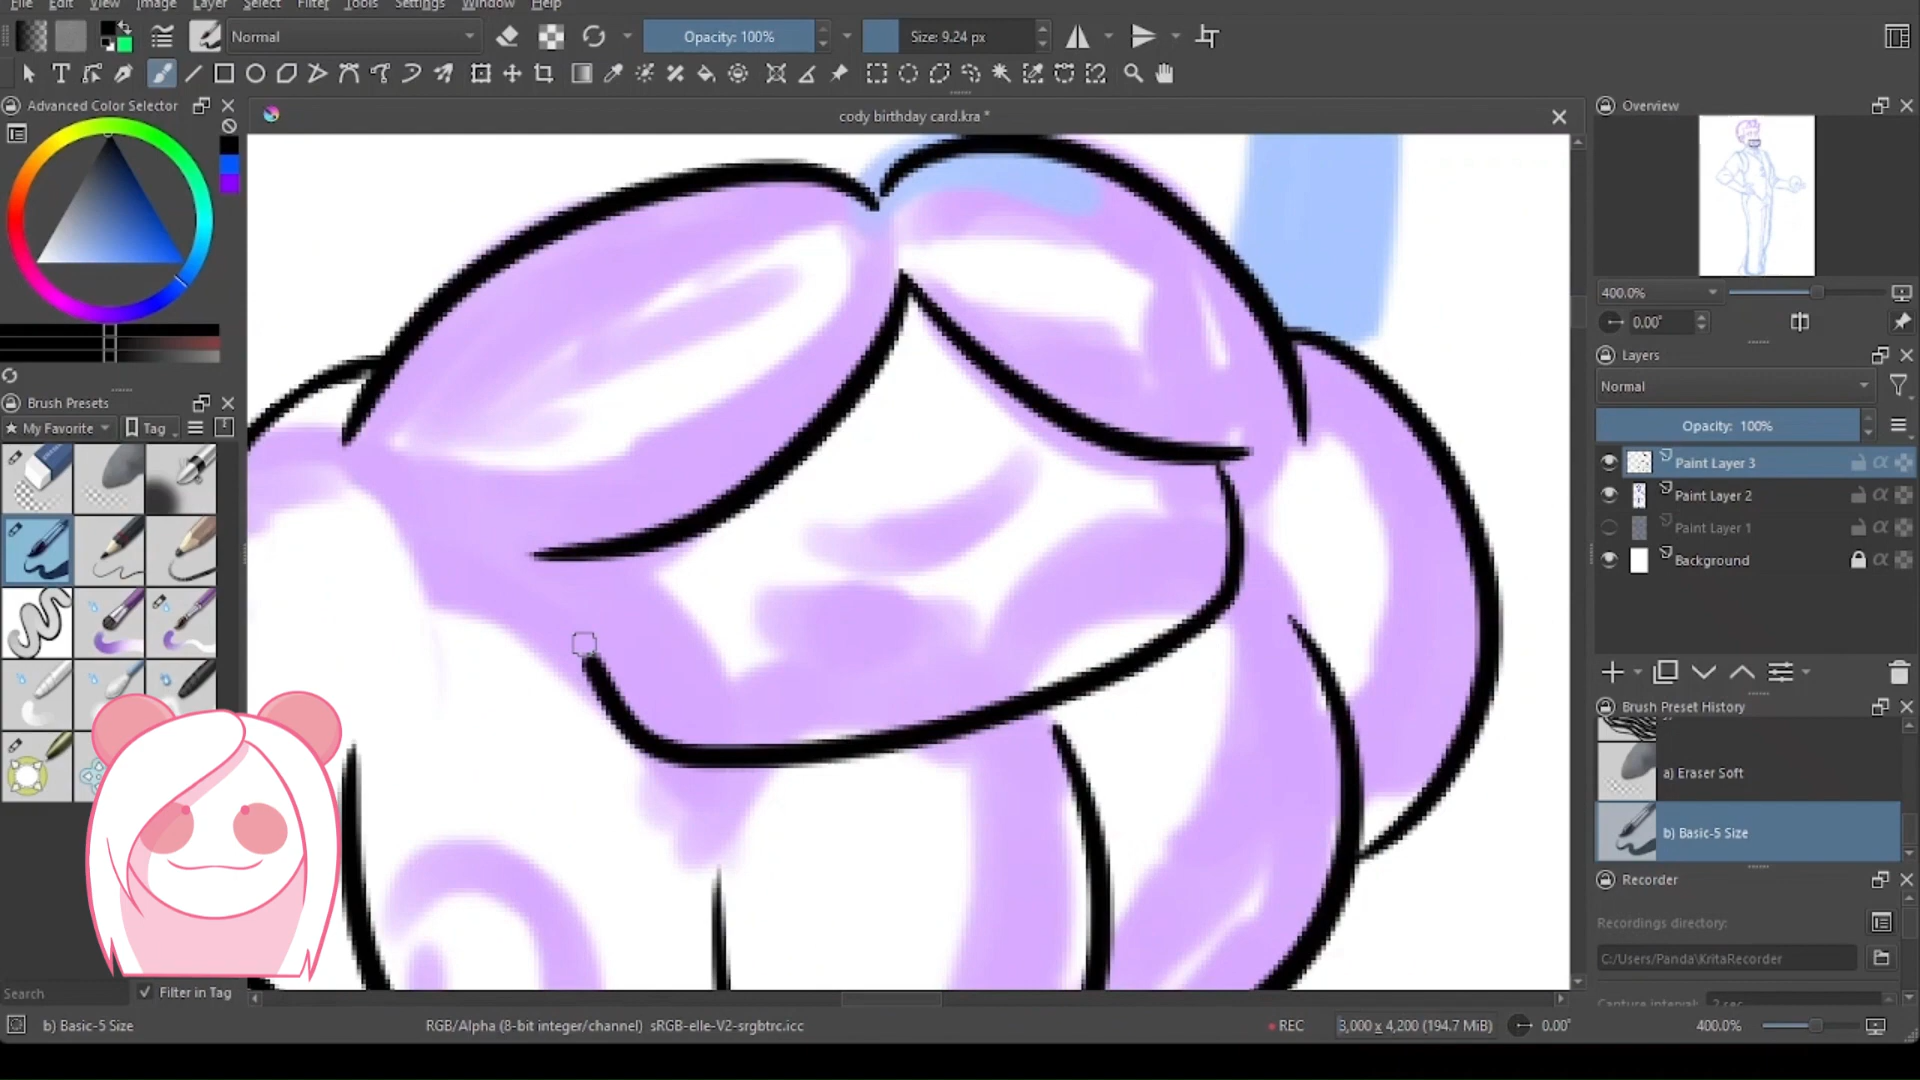 File Edit View Image Layer Select Filter Tools Settings Window Help
Normal Opacity: 100% Size: 9.24 px
Advanced Color Selector
cody birthday card.kra *
Overview
400.0%
0.00°
Layers
Normal
Opacity: 100%
Paint Layer 3
Paint Layer 2
Paint Layer 1
Background
Brush Presets
★ My Favorite Tag
Brush Preset History
a) Eraser Soft
b) Basic-5 Size
Recorder
Recordings directory:
C:/Users/Panda\KritaRecorder
Capture interval: 2 sec
Search Filter in Tag
b) Basic-5 Size RGB/Alpha (8-bit integer/channel) sRGB-elle-V2-srgbtrc.icc REC 3,000 x 4,200 (194.7 MiB) 0.00° 400.0%